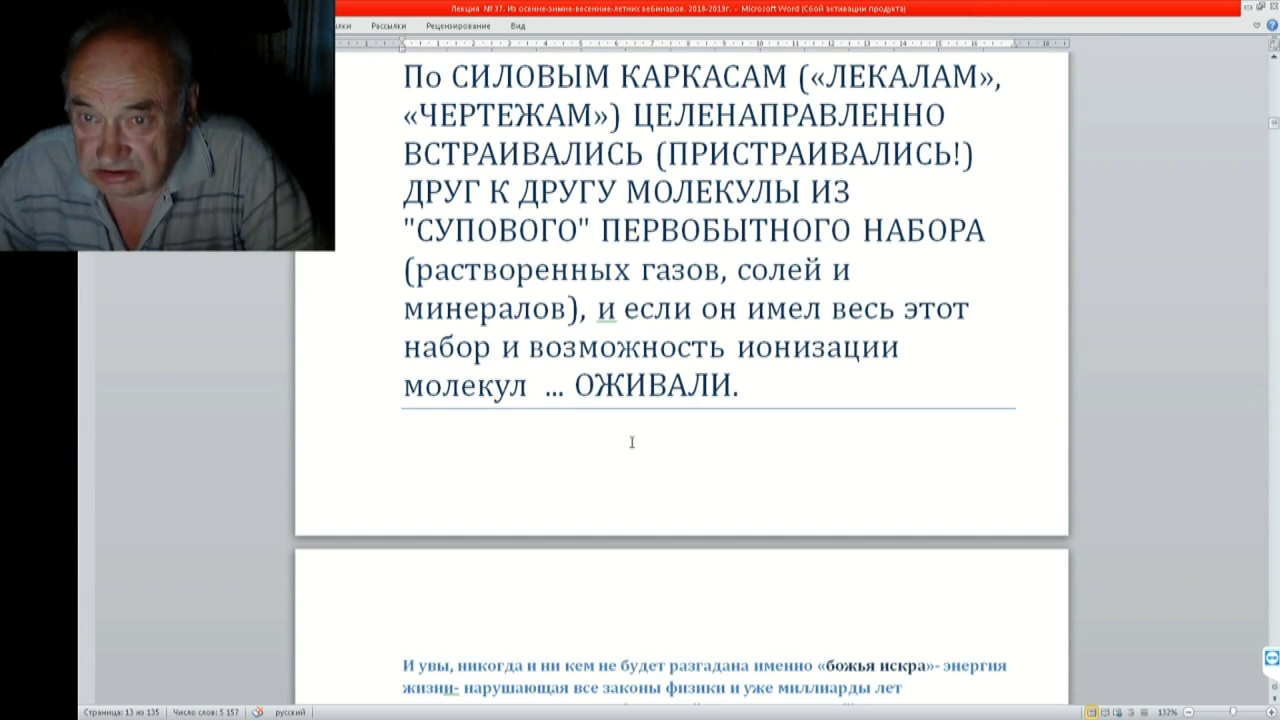 Лекция № 37. Из осенне-зимне-весенние-летних вебинаров. 2018-2019г. - Microsoft Word (Сбой активации продукта)
Рассылки Рецензирование Вид
По СИЛОВЫМ КАРКАСАМ («ЛЕКАЛАМ»,
«ЧЕРТЕЖАМ») ЦЕЛЕНАПРАВЛЕННО
ВСТРАИВАЛИСЬ (ПРИСТРАИВАЛИСЬ!)
ДРУГ К ДРУГУ МОЛЕКУЛЫ ИЗ
"СУПОВОГО" ПЕРВОБЫТНОГО НАБОРА
(растворенных газов, солей и
минералов), и если он имел весь этот
набор и возможность ионизации
молекул ... ОЖИВАЛИ.
И увы, никогда и ни кем не будет разгадана именно «божья искра»- энергия
жизни- нарушающая все законы физики и уже миллиарды лет
Страница: 13 из 135 Число слов: 5 157 русский 132%